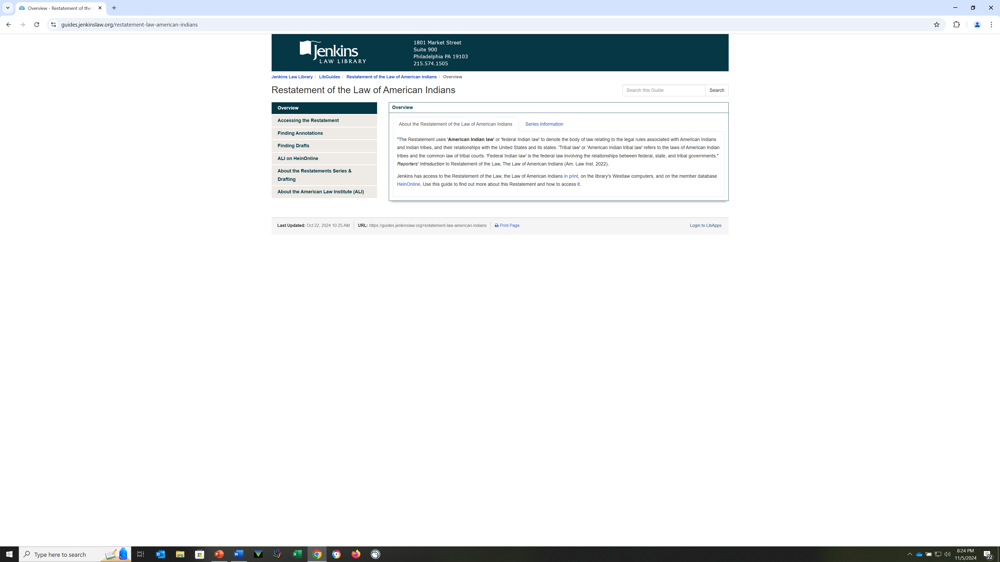 Overview - Restatement of the
guides.jenkinslaw.org/restatement-law-american-indians
Jenkins
LAW LIBRARY
1801 Market Street
Suite 900
Philadelphia PA 19103
215.574.1505
Jenkins Law Library / LibGuides / Restatement of the Law of American Indians / Overview
Restatement of the Law of American Indians
Search this Guide
Search
Overview
Accessing the Restatement
Finding Annotations
Finding Drafts
ALI on HeinOnline
About the Restatements Series &
Drafting
About the American Law Institute (ALI)
Overview
About the Restatement of the Law of American Indians
Series Information
"The Restatement uses 'American Indian law' or 'federal Indian law' to denote the body of law relating to the legal rules associated with American Indians
and Indian tribes, and their relationships with the United States and its states. 'Tribal law' or 'American Indian tribal law' refers to the laws of American Indian
tribes and the common law of tribal courts. 'Federal Indian law' is the federal law involving the relationships between federal, state, and tribal governments."
Reporters' Introduction to Restatement of the Law, The Law of American Indians (Am. Law Inst. 2022).
Jenkins has access to the Restatement of the Law, the Law of American Indians in print, on the library's Westlaw computers, and on the member database
HeinOnline. Use this guide to find out more about this Restatement and how to access it.
Last Updated: Oct 22, 2024 10:25 AM
URL: https://guides.jenkinslaw.org/restatement-law-american-indians
Print Page
Login to LibApps
Type here to search
8:24 PM
11/5/2024
22